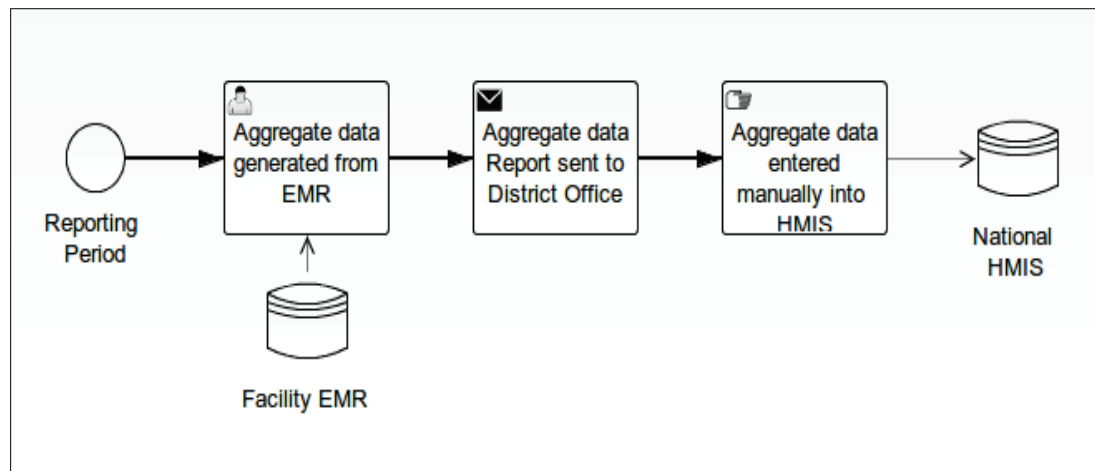 Aggregate data
generated from
EMR
Aggregate data
Report sent to
District Office
Aggregate data
entered
manually into
HMIS
Reporting
Period
National
HMIS
Facility EMR